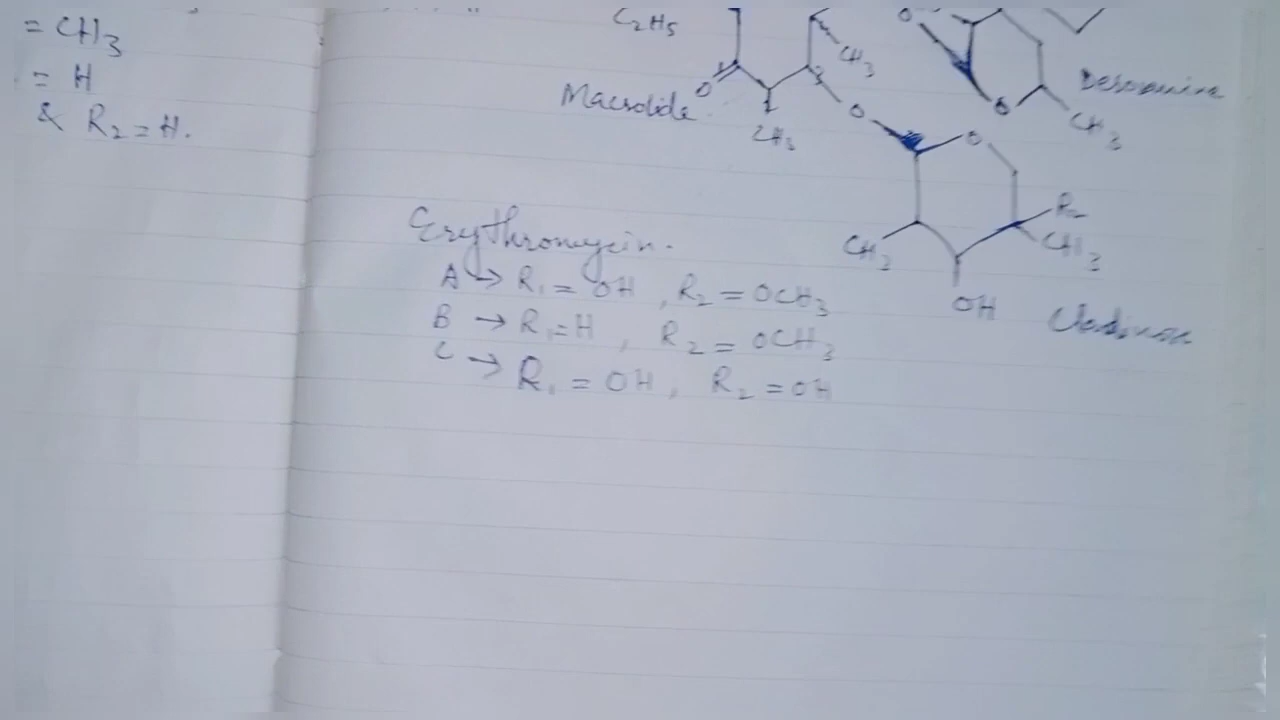 = CH3
= H
& R2 = H.
C2H5
CH3
O
Macrolide
CH3
O
O
O
Desosamine
CH3
O
R2
CH3
CH3
OH
Cladinose
Erythromycin.
A → R1 = OH , R2 = OCH3
B → R1 = H , R2 = OCH3
C → R1 = OH , R2 = OH